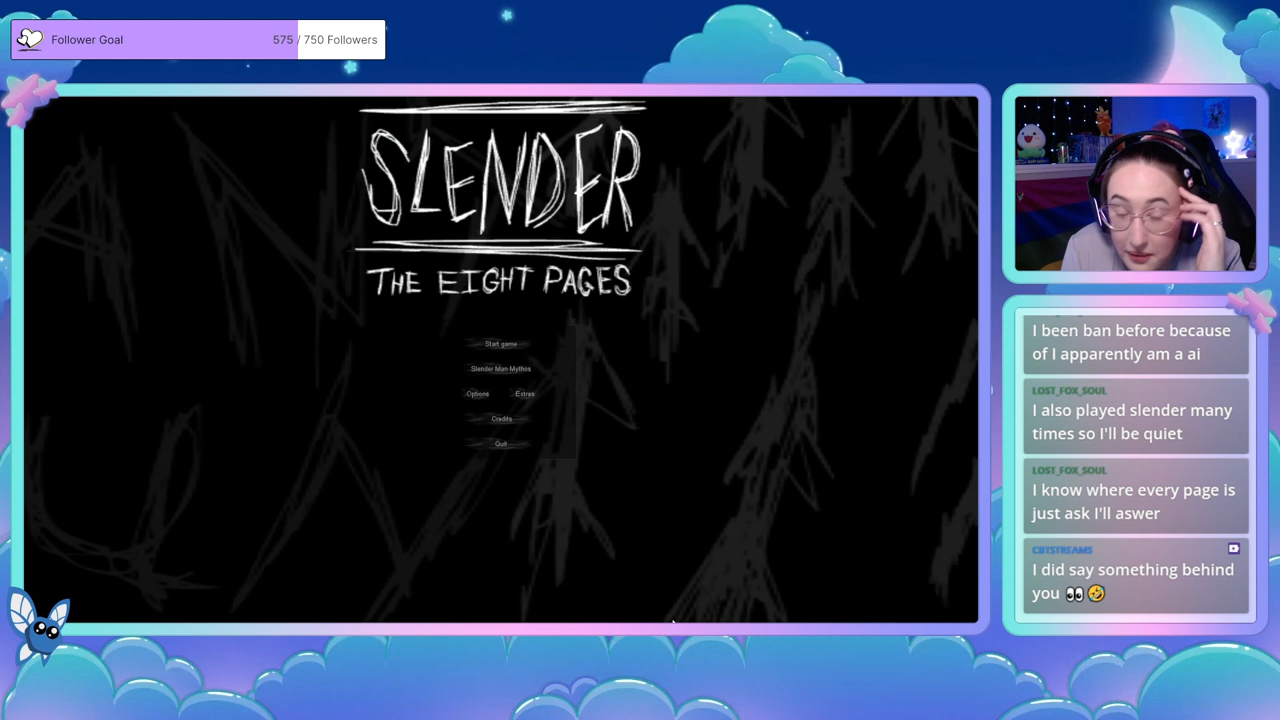 Follower Goal
575 / 750 Followers
SLENDER
THE EIGHT PAGES
Start game
Slender Man Mythos
Options Extras
Credits
Quit
I been ban before because
of I apparently am a ai
LOST_FOX_SOUL
I also played slender many
times so I'll be quiet
LOST_FOX_SOUL
I know where every page is
just ask I'll aswer
CBTSTREAMS
I did say something behind
you 👀🤣